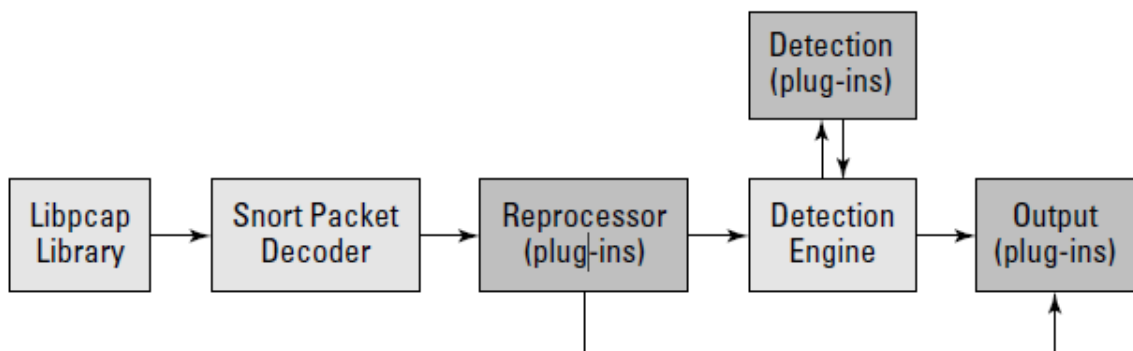 Detection
(plug-ins)
Libpcap
Library
Snort Packet
Decoder
Reprocessor
(plug-ins)
Detection
Engine
Output
(plug-ins)